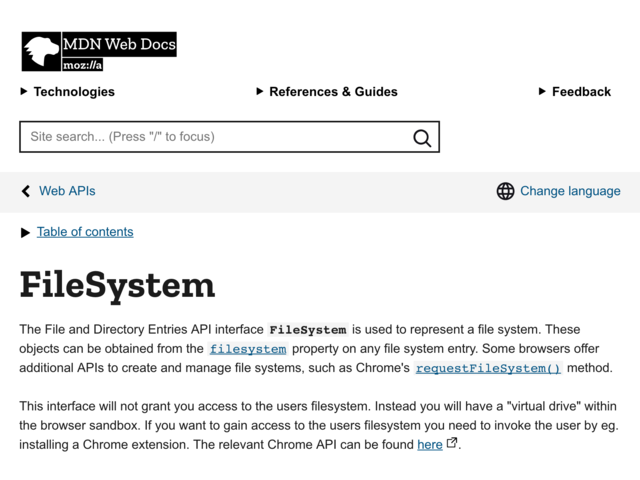 MDN Web Docs
moz://a
Technologies
References & Guides
Feedback
Site search... (Press "/" to focus)
Web APIs
Change language
Table of contents
FileSystem
The File and Directory Entries API interface FileSystem is used to represent a file system. These
objects can be obtained from the filesystem property on any file system entry. Some browsers offer
additional APIs to create and manage file systems, such as Chrome's requestFileSystem() method.
This interface will not grant you access to the users filesystem. Instead you will have a "virtual drive" within
the browser sandbox. If you want to gain access to the users filesystem you need to invoke the user by eg.
installing a Chrome extension. The relevant Chrome API can be found here.